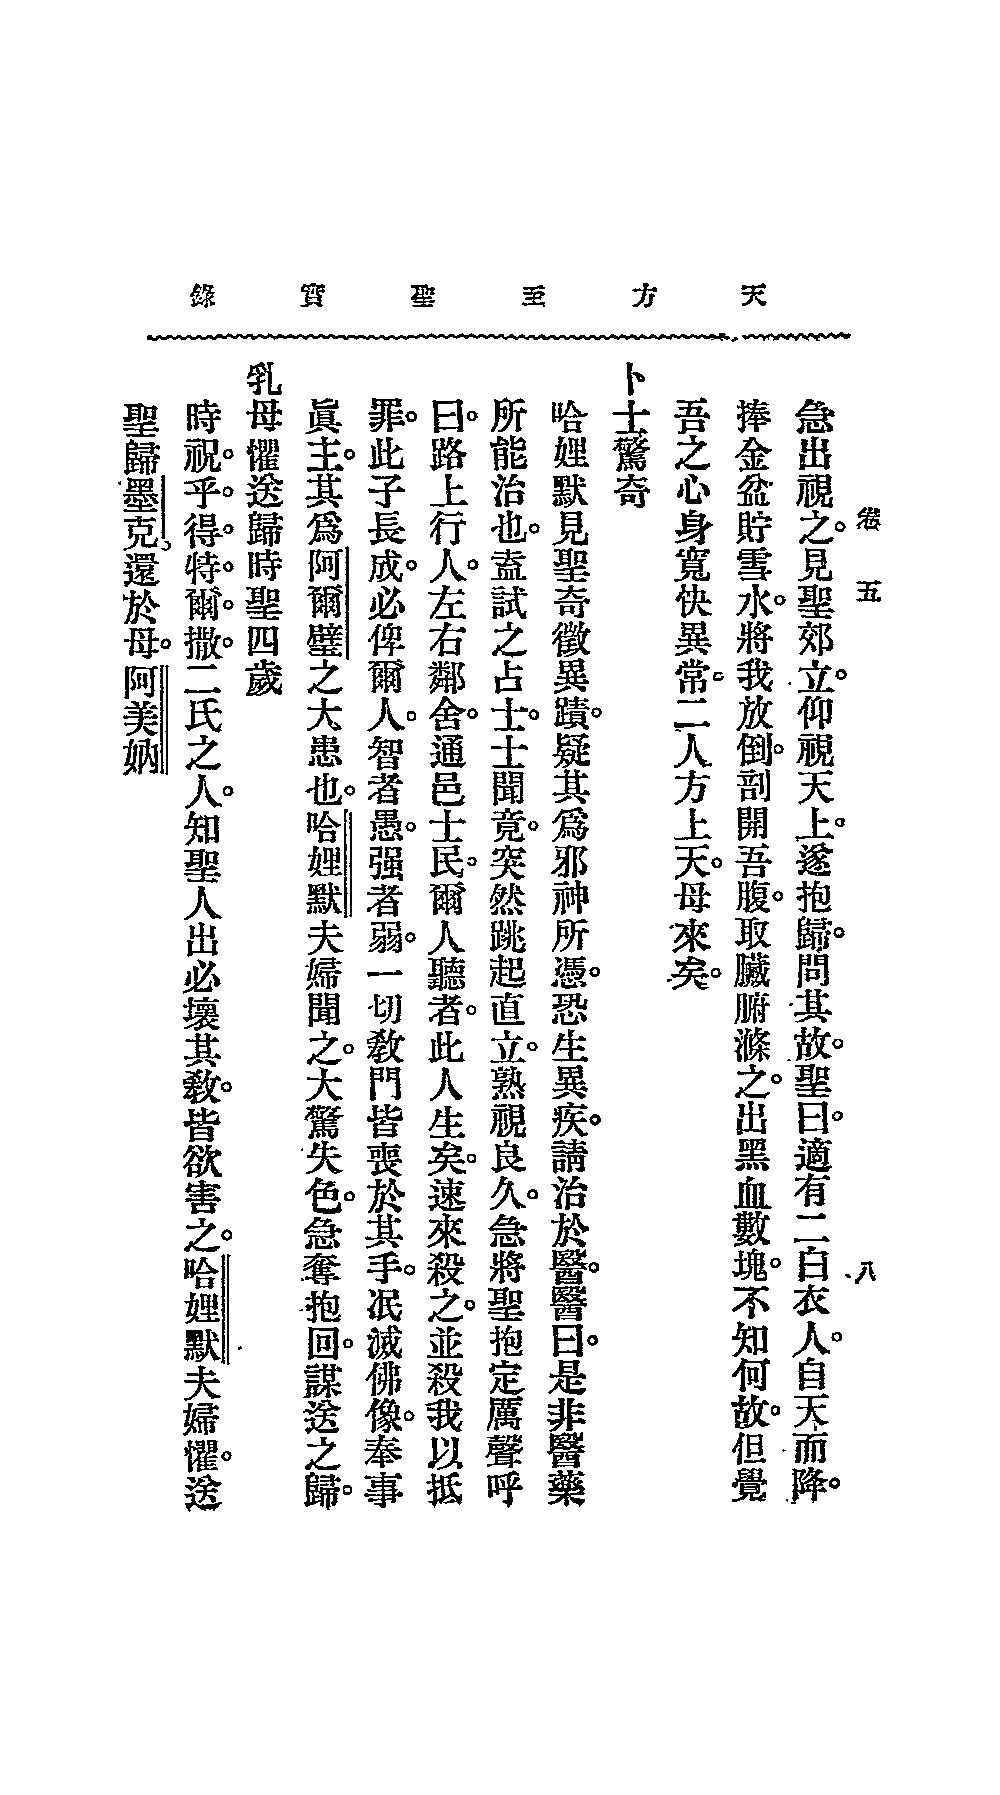 天方至聖實錄
卷五　八
急出視之。見聖郊立。仰視天上。遂抱歸。問其故。聖曰。適有二白衣人。自天而降。
捧金盆貯雪水。將我放倒。剖開吾腹。取臟腑滌之。出黑血數塊。不知何故。但覺
吾之心身寬快異常。二人方上天。母來矣。
卜士驚奇
哈娌默見聖奇徵異蹟。疑其爲邪神所憑。恐生異疾。請治於醫。醫曰。是非醫藥
所能治也。盍試之占士。士聞竟。突然跳起直立。熟視良久。急將聖抱定厲聲呼
曰。路上行人。左右鄰舍。通邑士民。爾人聽者。此人生矣。速來殺之。並殺我以抵
罪。此子長成。必俾爾人。智者愚。强者弱。一切敎門皆喪於其手。泯滅佛像。奉事
眞主。其爲阿爾璧之大患也。哈娌默夫婦聞之。大驚失色。急奪抱回。謀送之歸。
乳母懼送歸時聖四歲
時祝。乎。得。特。爾。撒。二氏之人。知聖人出必壞其敎。皆欲害之。哈娌默夫婦懼。送
聖歸墨克。還於母。阿美妠